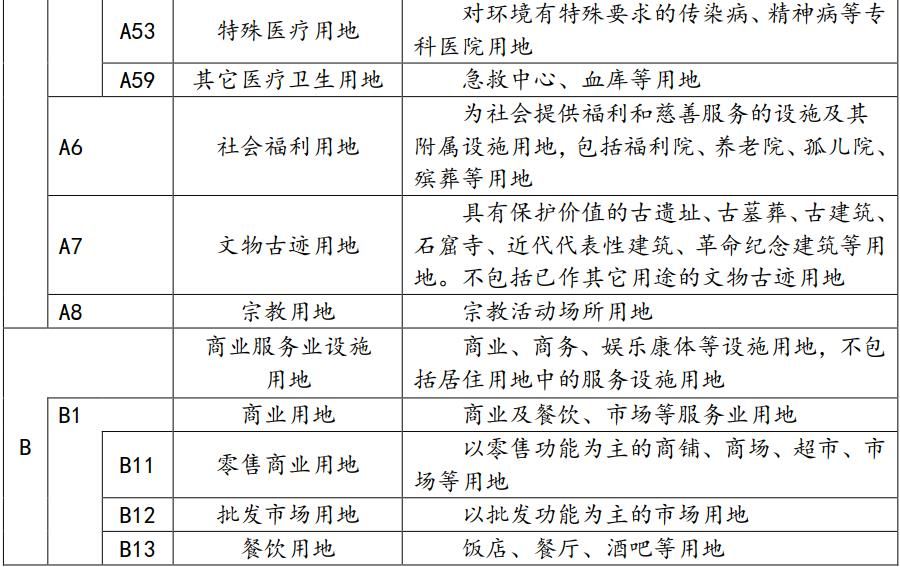 A53 特殊医疗用地 对环境有特殊要求的传染病、精神病等专
科医院用地
A59 其它医疗卫生用地 急救中心、血库等用地
A6 社会福利用地 为社会提供福利和慈善服务的设施及其
附属设施用地，包括福利院、养老院、孤儿院、
殡葬等用地
A7 文物古迹用地 具有保护价值的古遗址、古墓葬、古建筑、
石窟寺、近代代表性建筑、革命纪念建筑等用
地。不包括已作其它用途的文物古迹用地
A8 宗教用地 宗教活动场所用地
B 商业服务业设施
用地
商业、商务、娱乐康体等设施用地，不包
括居住用地中的服务设施用地
B1 商业用地 商业及餐饮、市场等服务业用地
B11 零售商业用地 以零售功能为主的商铺、商场、超市、市
场等用地
B12 批发市场用地 以批发功能为主的市场用地
B13 餐饮用地 饭店、餐厅、酒吧等用地